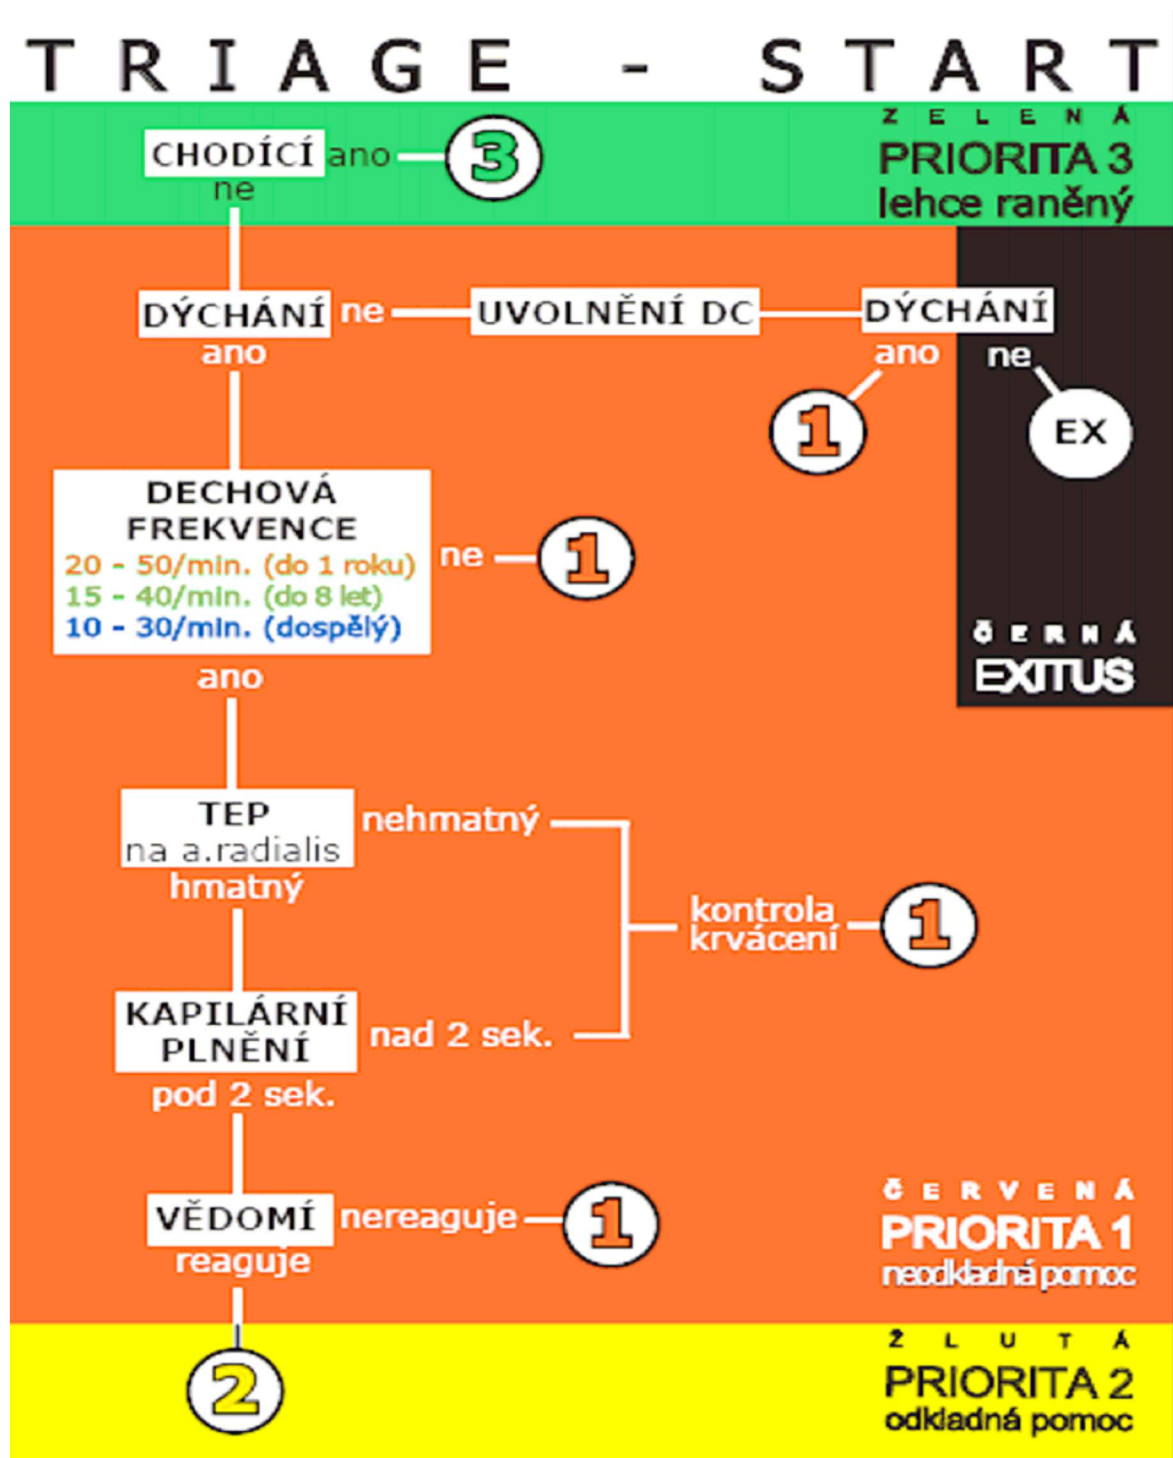 TRIAGE - START
ZELENÁ
CHODÍCÍ ano 3 PRIORITA 3
ne lehce raněný
DÝCHÁNÍ ne UVOLNĚNÍ DC DÝCHÁNÍ
ano ano ne
1 EX
DECHOVÁ
FREKVENCE
20 - 50/min. (do 1 roku) ne 1
15 - 40/min. (do 8 let)
10 - 30/min. (dospělý)
ČERNÁ
EXITUS
ano
TEP nehmatný
na a.radialis
hmatný
kontrola
krvácení 1
KAPILÁRNÍ
PLNĚNÍ nad 2 sek.
pod 2 sek.
ČERVENÁ
VĚDOMÍ nereaguje 1 PRIORITA 1
reaguje neodkladná pomoc
ŽLUTÁ
2 PRIORITA 2
odkladná pomoc